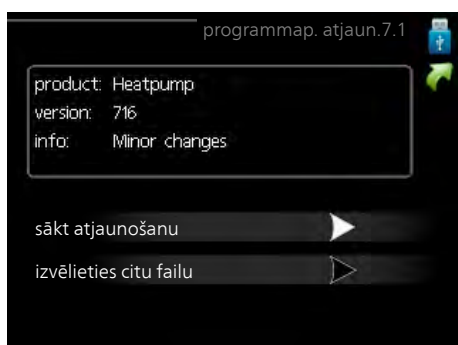 programmap. atjaun.7.1
product: Heatpump
version: 716
info: Minor changes
sākt atjaunošanu
izvēlieties citu failu